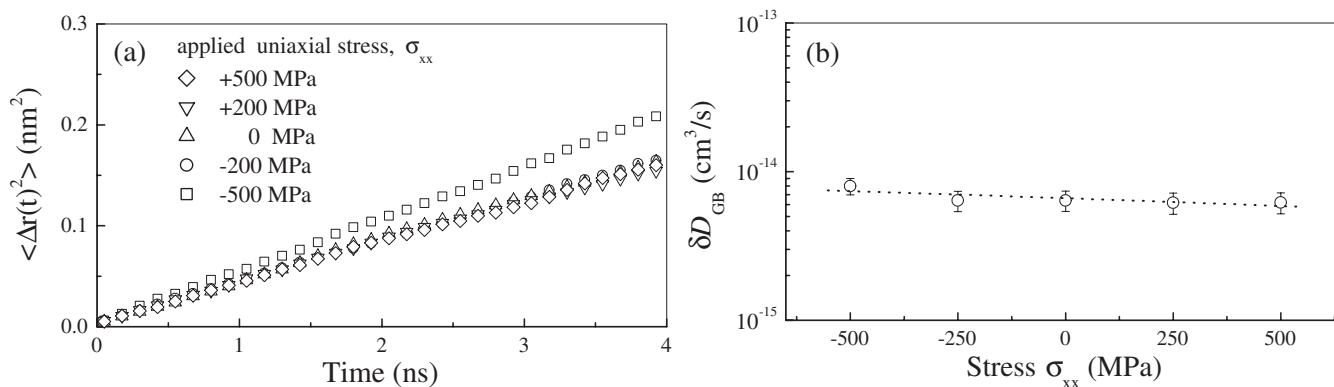 (a)
applied uniaxial stress, σxx
+500 MPa
+200 MPa
0 MPa
-200 MPa
-500 MPa
<Δr(t)²> (nm²)
0.3
0.2
0.1
0.0
0 1 2 3 4
Time (ns)
(b)
δD_GB (cm³/s)
10⁻¹³
10⁻¹⁴
10⁻¹⁵
-500 -250 0 250 500
Stress σxx (MPa)